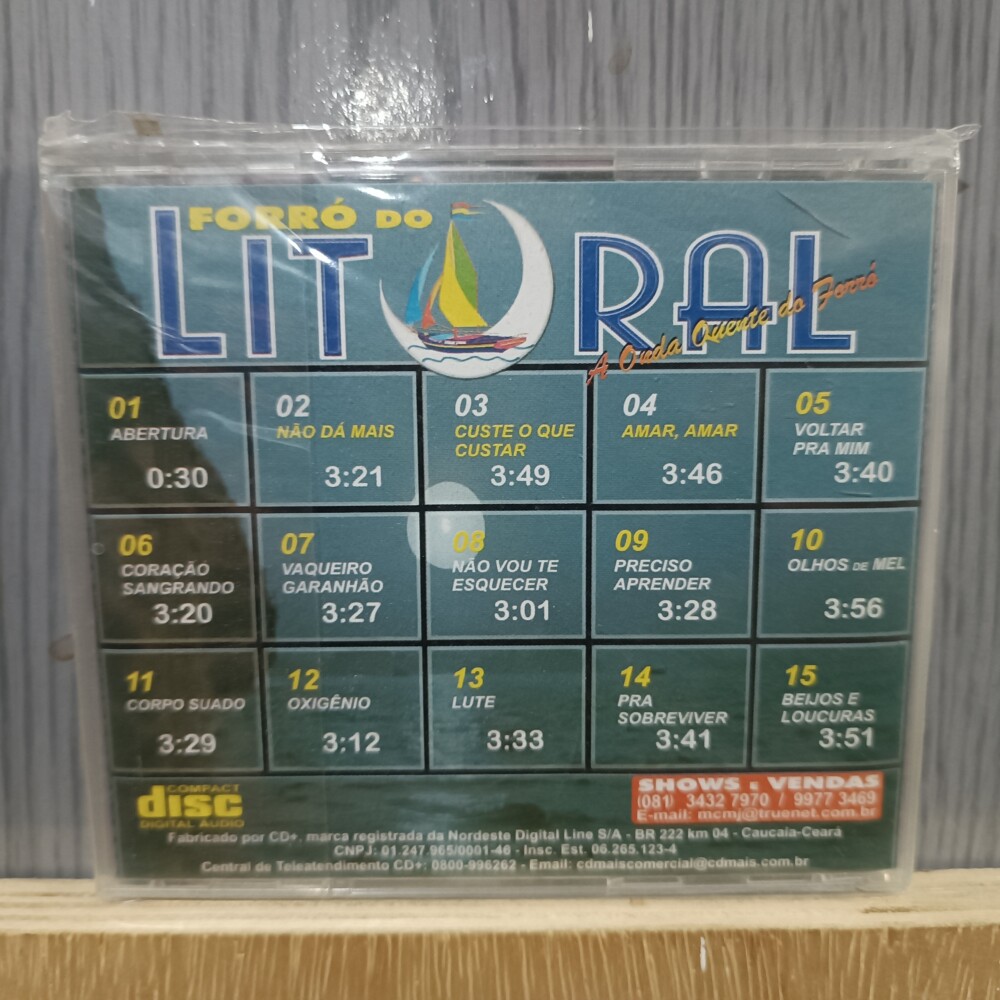 FORRÓ DO
LITORAL
A Onda Quente do Forró
01
ABERTURA
0:30
02
NÃO DÁ MAIS
3:21
03
CUSTE O QUE
CUSTAR
3:49
04
AMAR, AMAR
3:46
05
VOLTAR
PRA MIM
3:40
06
CORAÇÃO
SANGRANDO
3:20
07
VAQUEIRO
GARANHÃO
3:27
08
NÃO VOU TE
ESQUECER
3:01
09
PRECISO
APRENDER
3:28
10
OLHOS DE MEL
3:56
11
CORPO SUADO
3:29
12
OXIGÊNIO
3:12
13
LUTE
3:33
14
PRA
SOBREVIVER
3:41
15
BEIJOS E
LOUCURAS
3:51
COMPACT
disc
DIGITAL AUDIO
SHOWS E VENDAS
(081) 3432 7970 / 9977 3469
E-mail: mcmj@truenet.com.br
Fabricado por CD+, marca registrada da Nordeste Digital Line S/A - BR 222 km 04 - Caucaia-Ceará
CNPJ: 01.247.965/0001-46 - Insc. Est. 06.265.123-4
Central de Teleatendimento CD+: 0800-996262 - Email: cdmaiscomercial@cdmais.com.br